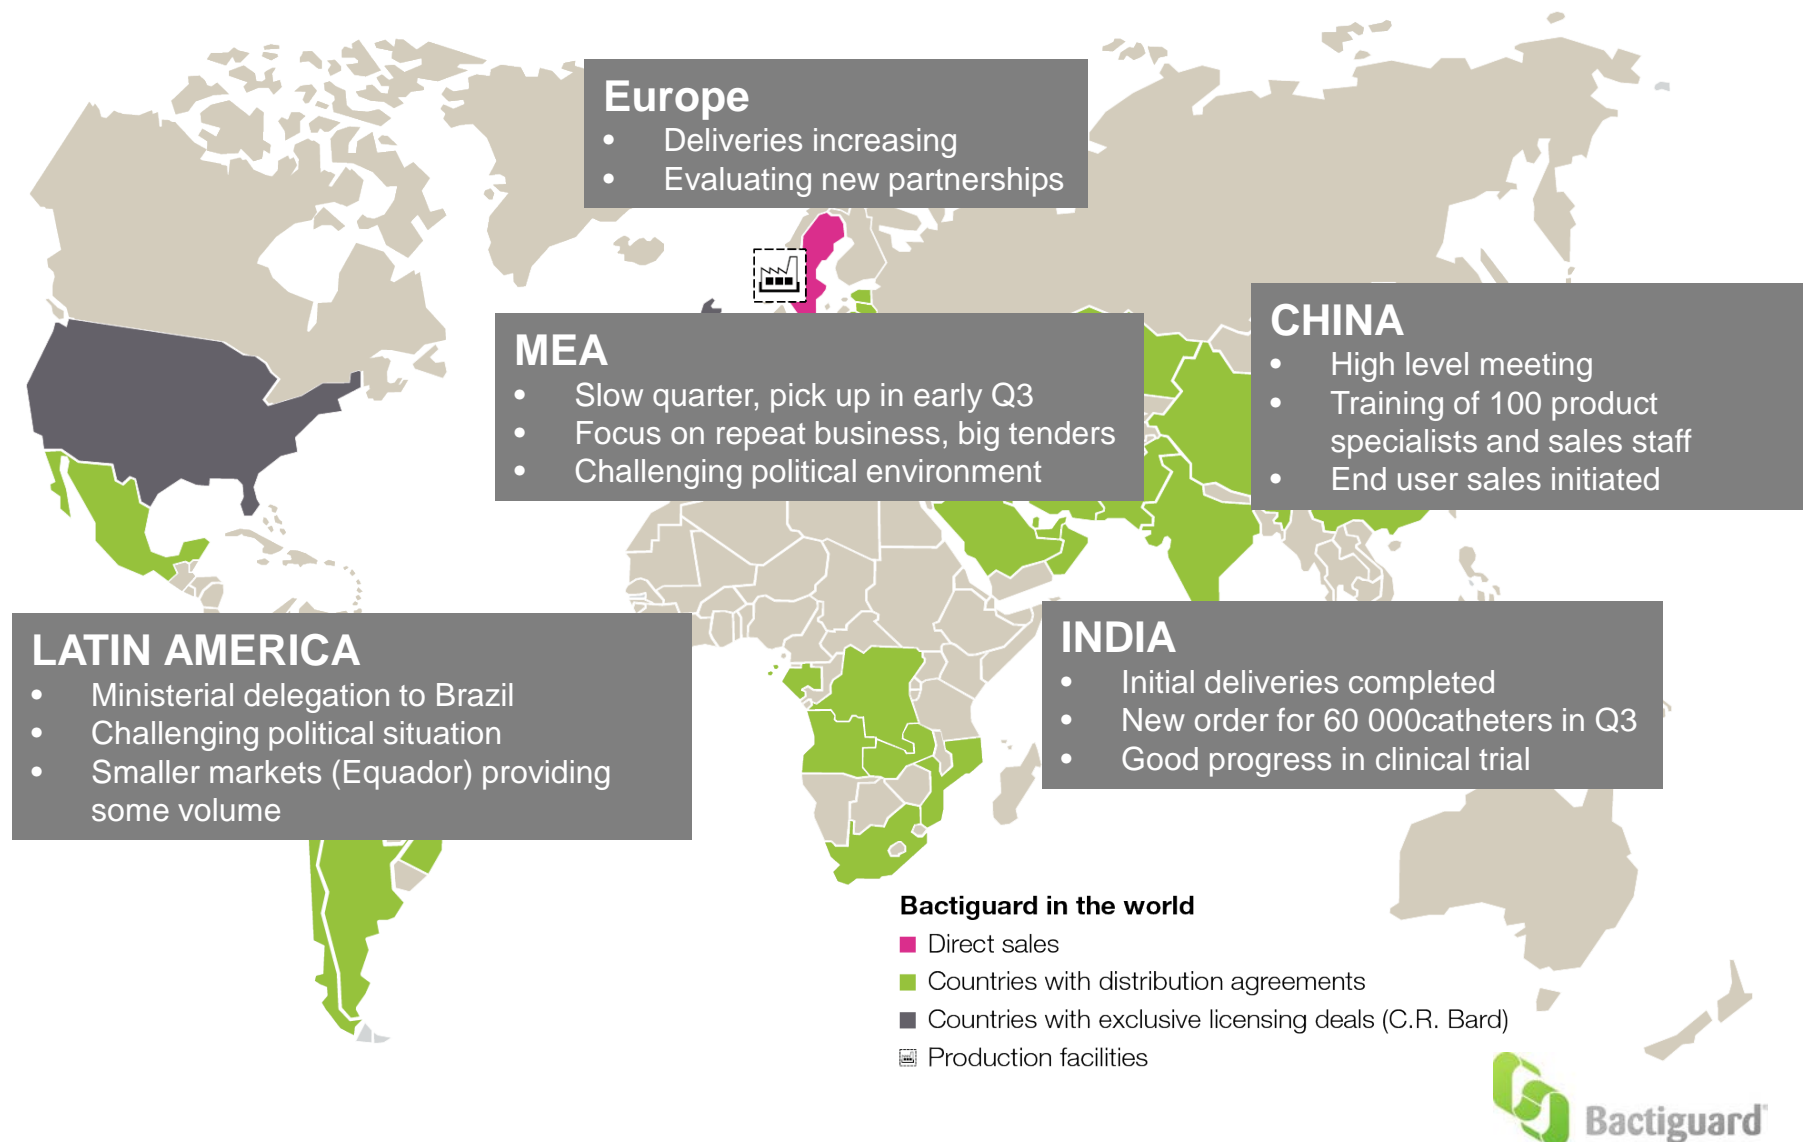 Europe
• Deliveries increasing
• Evaluating new partnerships
MEA
• Slow quarter, pick up in early Q3
• Focus on repeat business, big tenders
• Challenging political environment
CHINA
• High level meeting
• Training of 100 product
specialists and sales staff
• End user sales initiated
LATIN AMERICA
• Ministerial delegation to Brazil
• Challenging political situation
• Smaller markets (Equador) providing
some volume
INDIA
• Initial deliveries completed
• New order for 60 000catheters in Q3
• Good progress in clinical trial
Bactiguard in the world
Direct sales
Countries with distribution agreements
Countries with exclusive licensing deals (C.R. Bard)
Production facilities
Bactiguard